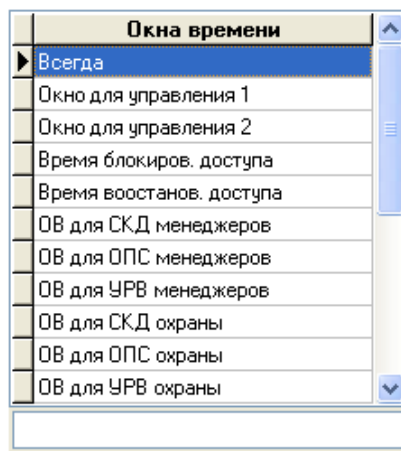 Окна времени
Всегда
Окно для управления 1
Окно для управления 2
Время блокиров. доступа
Время воостанов. доступа
ОВ для СКД менеджеров
ОВ для ОПС менеджеров
ОВ для УРВ менеджеров
ОВ для СКД охраны
ОВ для ОПС охраны
ОВ для УРВ охраны